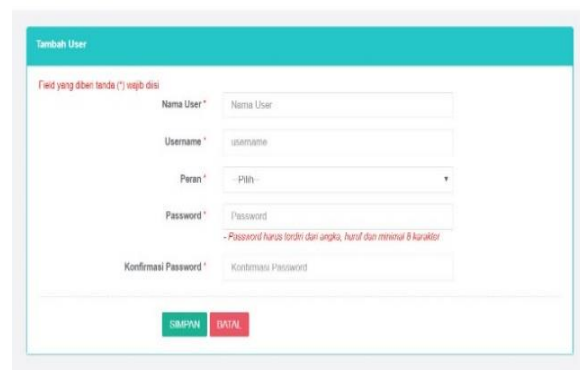 Tambah User
Field yang diberi tanda (*) wajib diisi
Nama User * Nama User
Username * username
Peran * --Pilih--
Password * Password
- Password harus terdiri dari angka, huruf dan minimal 8 karakter
Konfirmasi Password * Konfirmasi Password
SIMPAN BATAL